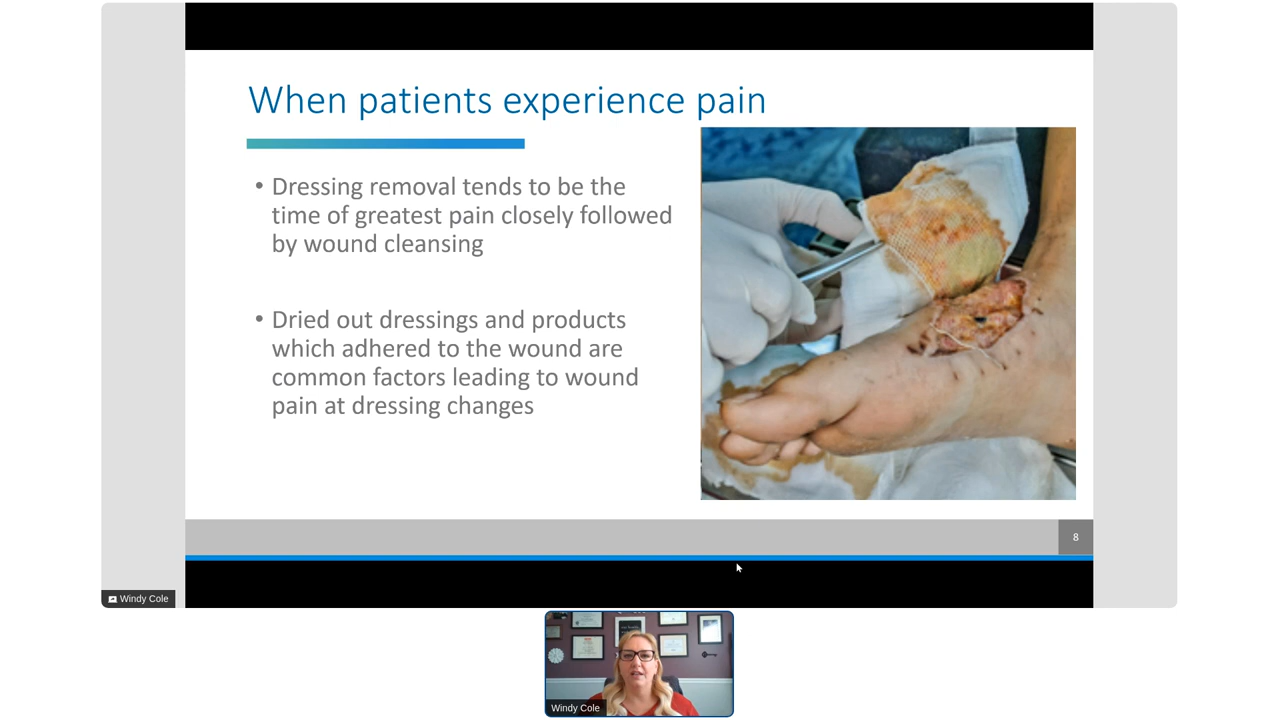 When patients experience pain
• Dressing removal tends to be the
time of greatest pain closely followed
by wound cleansing
• Dried out dressings and products
which adhered to the wound are
common factors leading to wound
pain at dressing changes
8
Windy Cole
Windy Cole